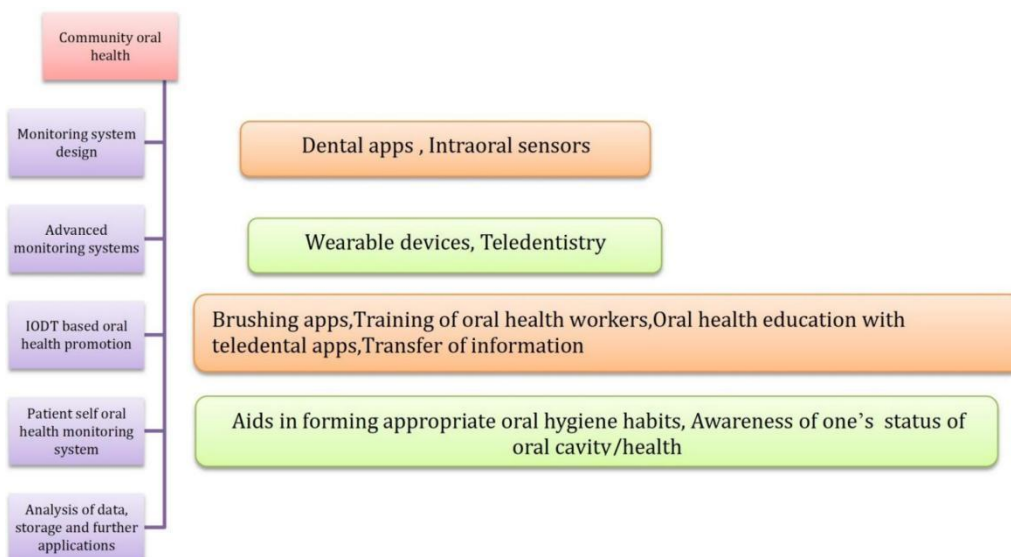 Community oral
health
Monitoring system
design
Dental apps , Intraoral sensors
Advanced
monitoring systems
Wearable devices, Teledentistry
IODT based oral
health promotion
Brushing apps,Training of oral health workers,Oral health education with
teledental apps,Transfer of information
Patient self oral
health monitoring
system
Aids in forming appropriate oral hygiene habits, Awareness of one's status of
oral cavity/health
Analysis of data,
storage and further
applications